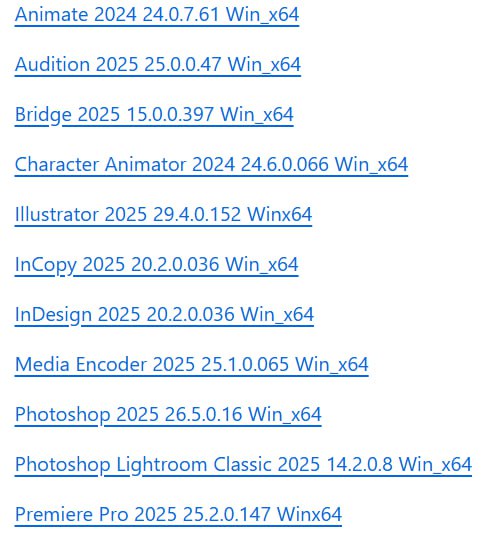 Animate 2024 24.0.7.61 Win_x64
Audition 2025 25.0.0.47 Win_x64
Bridge 2025 15.0.0.397 Win_x64
Character Animator 2024 24.6.0.066 Win_x64
Illustrator 2025 29.4.0.152 Winx64
InCopy 2025 20.2.0.036 Win_x64
InDesign 2025 20.2.0.036 Win_x64
Media Encoder 2025 25.1.0.065 Win_x64
Photoshop 2025 26.5.0.16 Win_x64
Photoshop Lightroom Classic 2025 14.2.0.8 Win_x64
Premiere Pro 2025 25.2.0.147 Winx64